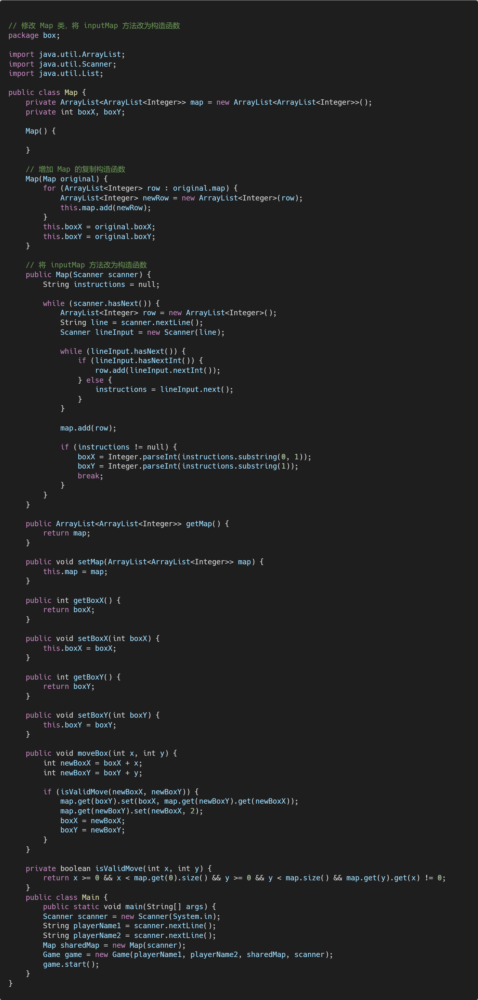 // 修改 Map 类，将 inputMap 方法改为构造函数
package box;

import java.util.ArrayList;
import java.util.Scanner;
import java.util.List;

public class Map {
    private ArrayList<ArrayList<Integer>> map = new ArrayList<ArrayList<Integer>>();
    private int boxX, boxY;

    Map() {

    }

    // 增加 Map 的复制构造函数
    Map(Map original) {
        for (ArrayList<Integer> row : original.map) {
            ArrayList<Integer> newRow = new ArrayList<Integer>(row);
            this.map.add(newRow);
        }
        this.boxX = original.boxX;
        this.boxY = original.boxY;
    }

    // 将 inputMap 方法改为构造函数
    public Map(Scanner scanner) {
        String instructions = null;

        while (scanner.hasNext()) {
            ArrayList<Integer> row = new ArrayList<Integer>();
            String line = scanner.nextLine();
            Scanner lineInput = new Scanner(line);

            while (lineInput.hasNext()) {
                if (lineInput.hasNextInt()) {
                    row.add(lineInput.nextInt());
                } else {
                    instructions = lineInput.next();
                }
            }

            map.add(row);

            if (instructions != null) {
                boxX = Integer.parseInt(instructions.substring(0, 1));
                boxY = Integer.parseInt(instructions.substring(1));
                break;
            }
        }
    }

    public ArrayList<ArrayList<Integer>> getMap() {
        return map;
    }

    public void setMap(ArrayList<ArrayList<Integer>> map) {
        this.map = map;
    }

    public int getBoxX() {
        return boxX;
    }

    public void setBoxX(int boxX) {
        this.boxX = boxX;
    }

    public int getBoxY() {
        return boxY;
    }

    public void setBoxY(int boxY) {
        this.boxY = boxY;
    }

    public void moveBox(int x, int y) {
        int newBoxX = boxX + x;
        int newBoxY = boxY + y;

        if (isValidMove(newBoxX, newBoxY)) {
            map.get(boxY).set(boxX, map.get(newBoxY).get(newBoxX));
            map.get(newBoxY).set(newBoxX, 2);
            boxX = newBoxX;
            boxY = newBoxY;
        }
    }

    private boolean isValidMove(int x, int y) {
        return x >= 0 && x < map.get(0).size() && y >= 0 && y < map.size() && map.get(y).get(x) != 0;
    }
    public class Main {
        public static void main(String[] args) {
        Scanner scanner = new Scanner(System.in);
        String playerName1 = scanner.nextLine();
        String playerName2 = scanner.nextLine();
        Map sharedMap = new Map(scanner);
        Game game = new Game(playerName1, playerName2, sharedMap, scanner);
        game.start();
    }
}